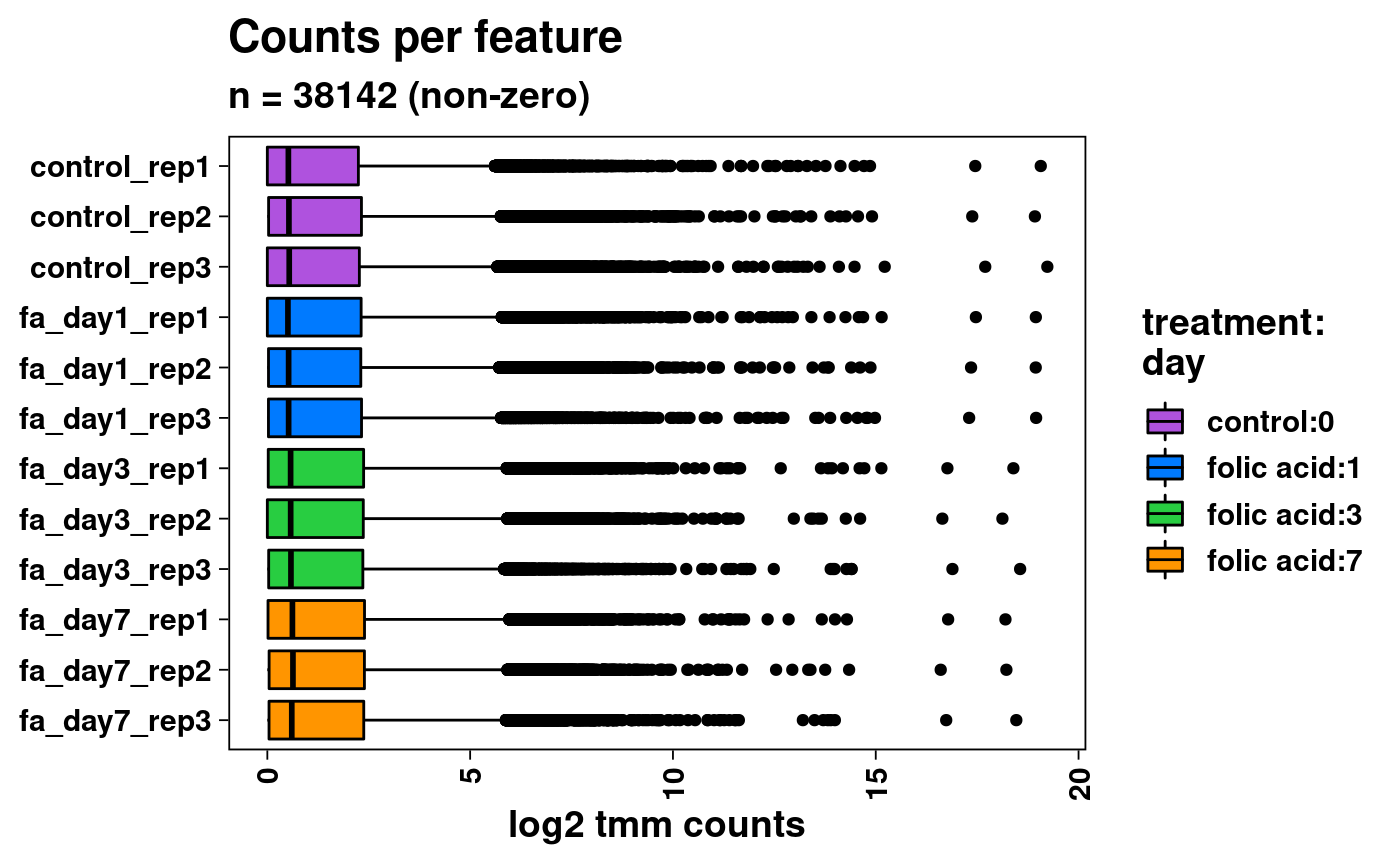 Counts per feature
n = 38142 (non-zero)
control_rep1
control_rep2
control_rep3
fa_day1_rep1
fa_day1_rep2
fa_day1_rep3
fa_day3_rep1
fa_day3_rep2
fa_day3_rep3
fa_day7_rep1
fa_day7_rep2
fa_day7_rep3
0 5 10 15 20
log2 tmm counts
treatment:
day
control:0
folic acid:1
folic acid:3
folic acid:7